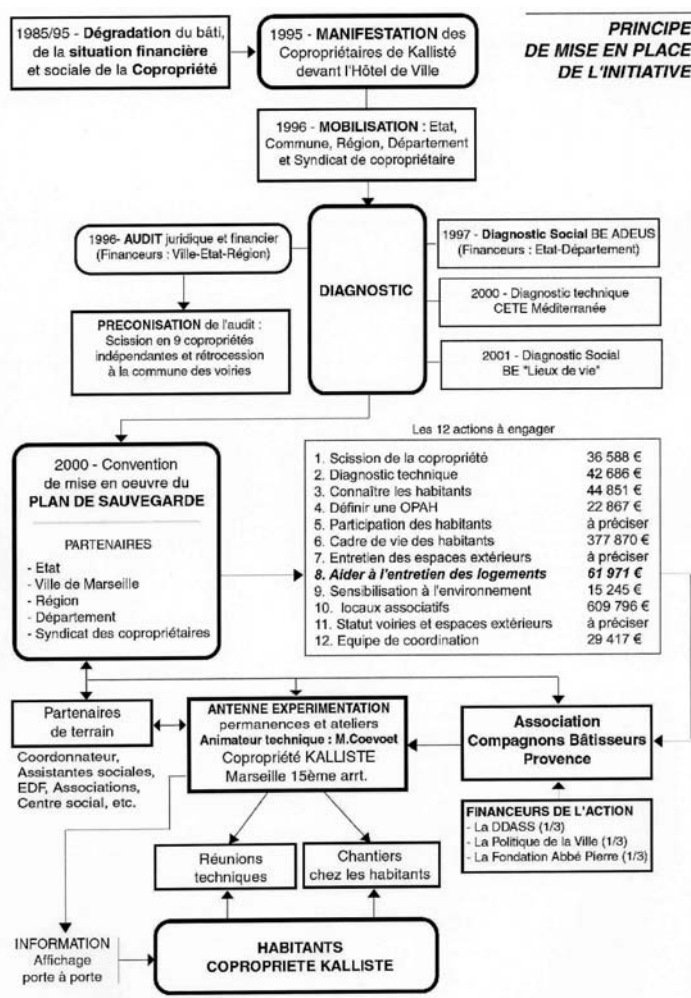 PRINCIPE
DE MISE EN PLACE
DE L'INITIATIVE
1985/95 - Dégradation du bâti,
de la situation financière
et sociale de la Copropriété
1995 - MANIFESTATION des
Copropriétaires de Kallisté
devant l'Hôtel de Ville
1996 - MOBILISATION : Etat,
Commune, Région, Département
et Syndicat de copropriétaire
1996- AUDIT juridique et financier
(Financeurs : Ville-Etat-Région)
DIAGNOSTIC
1997 - Diagnostic Social BE ADEUS
(Financeurs : Etat-Département)
2000 - Diagnostic technique
CETE Méditerranée
2001 - Diagnostic Social
BE "Lieux de vie"
PRECONISATION de l'audit :
Scission en 9 copropriétés
indépendantes et rétrocession
à la commune des voiries
2000 - Convention
de mise en oeuvre du
PLAN DE SAUVEGARDE
PARTENAIRES
- Etat
- Ville de Marseille
- Région
- Département
- Syndicat des copropriétaires
Les 12 actions à engager
1. Scission de la copropriété 36 588 €
2. Diagnostic technique 42 686 €
3. Connaître les habitants 44 851 €
4. Définir une OPAH 22 867 €
5. Participation des habitants à préciser
6. Cadre de vie des habitants 377 870 €
7. Entretien des espaces extérieurs à préciser
8. Aider à l'entretien des logements 61 971 €
9. Sensibilisation à l'environnement 15 245 €
10. locaux associatifs 609 796 €
11. Statut voiries et espaces extérieurs à préciser
12. Equipe de coordination 29 417 €
Partenaires
de terrain
Coordonnateur,
Assistantes sociales,
EDF, Associations,
Centre social, etc.
ANTENNE EXPERIMENTATION
permanences et ateliers
Animateur technique : M.Coevoet
Copropriété KALLISTE
Marseille 15ème arrt.
Association
Compagnons Bâtisseurs
Provence
FINANCEURS DE L'ACTION
- La DDASS (1/3)
- La Politique de la Ville (1/3)
- La Fondation Abbé Pierre (1/3)
Réunions
techniques
Chantiers
chez les habitants
INFORMATION
Affichage
porte à porte
HABITANTS
COPROPRIETE KALLISTE